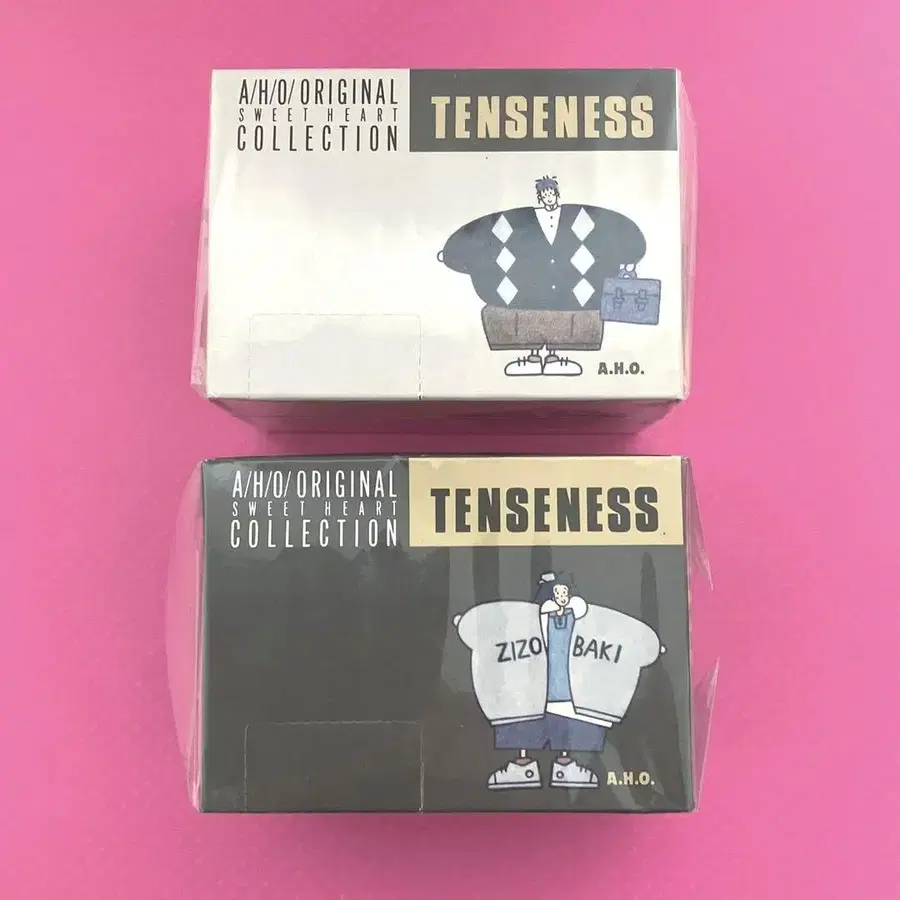 A/H/O/ORIGINAL
SWEET HEART
COLLECTION
TENSENESS
A.H.O.
A/H/O/ORIGINAL
SWEET HEART
COLLECTION
TENSENESS
ZIZO BAKI
A.H.O.